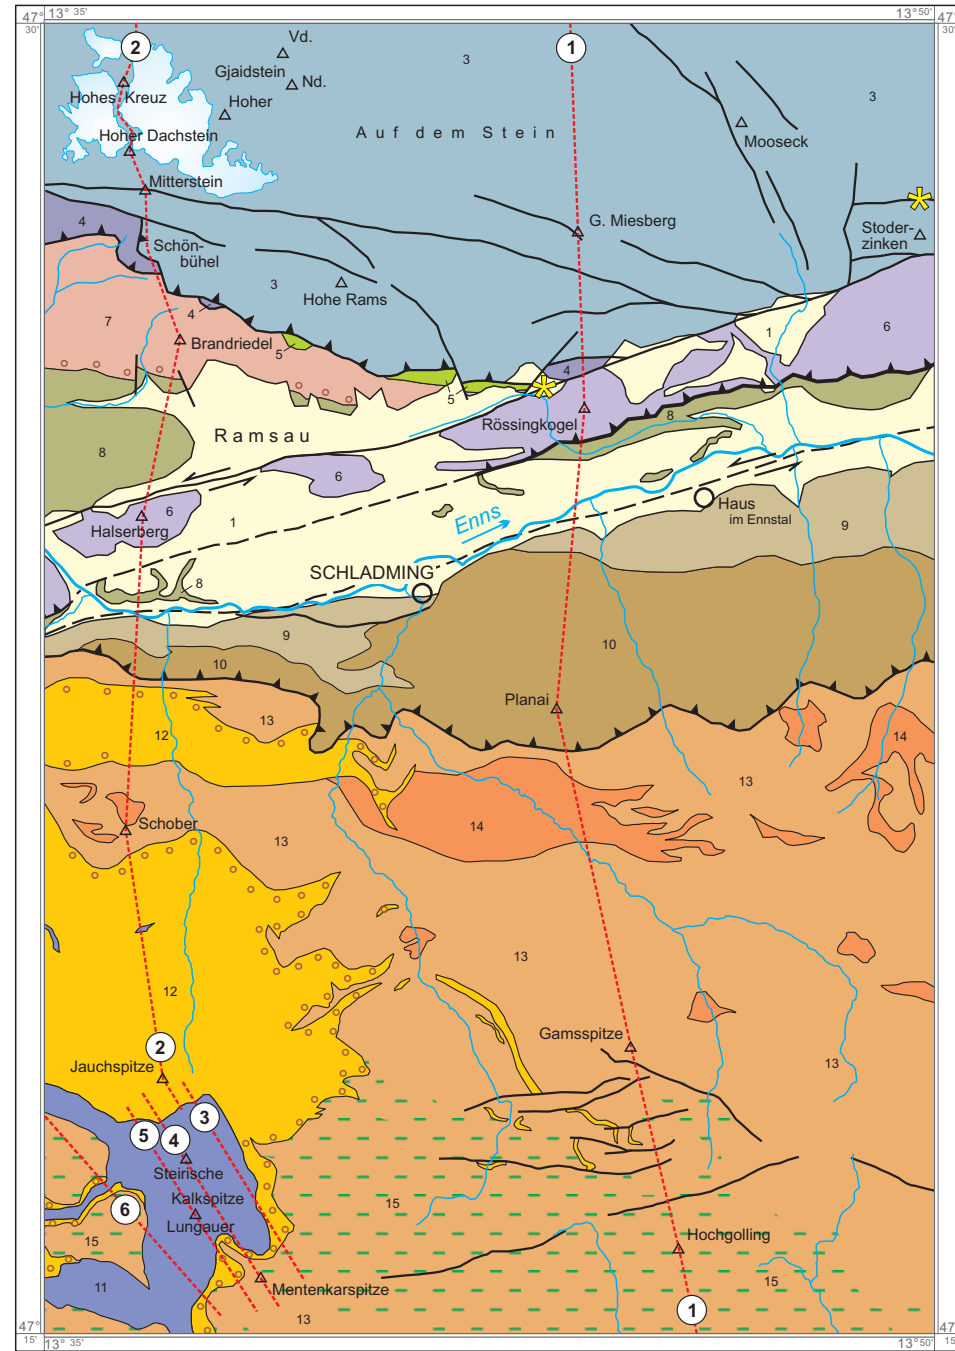 47°
13° 35'
13° 50'
47°
30'
30'
2
1
Vd.
Gjaidstein
Nd.
3
Hohes Kreuz
Hoher
3
Auf dem Stein
Hoher Dachstein
Mooseck
Mitterstein
4
G. Miesberg
Stoder-
zinken
Schön-
bühel
3
Hohe Rams
7
4
1
6
Brandriedel
5
4
5
Rössingkogel
8
Ramsau
8
6
6
Halserberg
1
Enns
Haus
im Ennstal
9
SCHLADMING
8
9
10
10
Planai
13
12
14
13
Schober
13
14
13
12
2
Gamsspitze
Jauchspitze
13
3
5
4
Steirische
Kalkspitze
6
15
Lungauer
15
Hochgolling
11
Mentenkarspitze
15
13
1
47°
15'
13° 35'
13° 50'
47°
15'